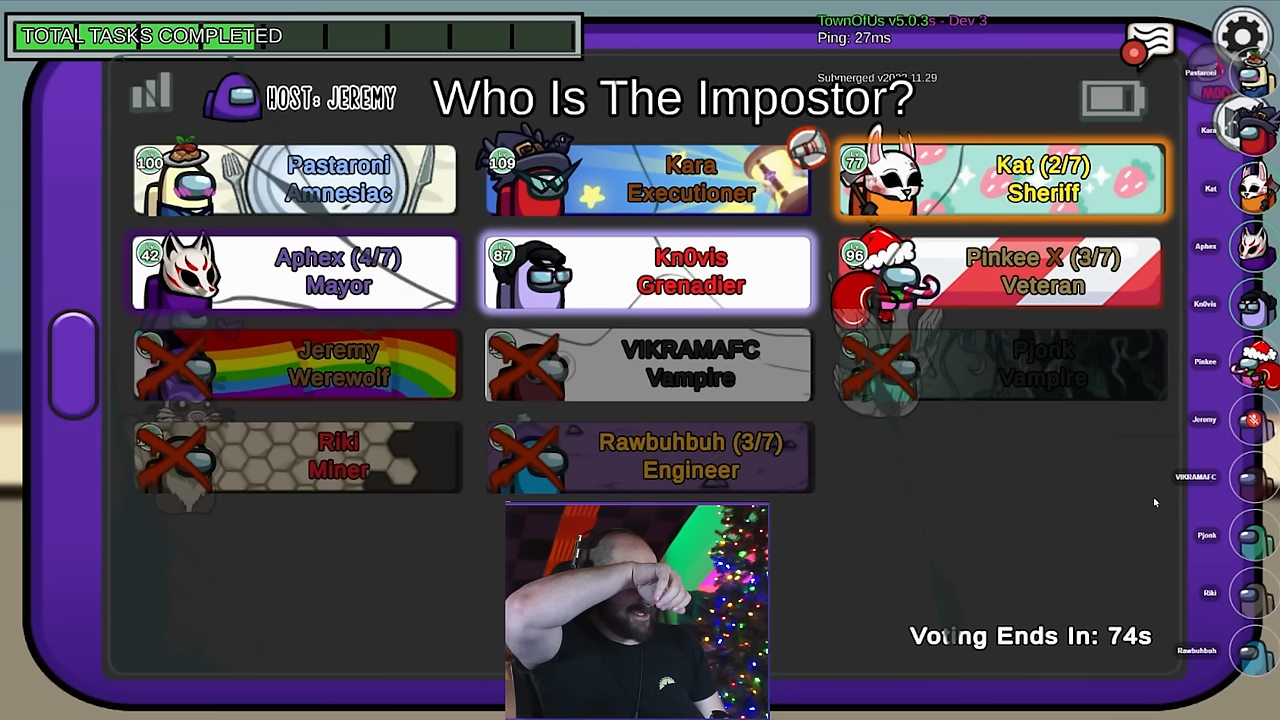 TOTAL TASKS COMPLETED
TownOfUs v5.0.3s - Dev 3
Ping: 27ms
HOST: JEREMY
Who Is The Impostor?
100
Pastaroni
Amnesiac
109
Kara
Executioner
77
Kat (2/7)
Sheriff
42
Aphex (4/7)
Mayor
87
Kn0vis
Grenadier
96
Pinkee X (3/7)
Veteran
Jeremy
Werewolf
VIKRAMAFC
Vampire
Pjonk
Vampire
Riki
Miner
Rawbuhbuh (3/7)
Engineer
Voting Ends In: 74s
Pastaroni
MOD
Kara
Kat
Aphex
Kn0vis
Pinkee
Jeremy
VIKRAMAFC
Pjonk
Riki
Rawbuhbuh